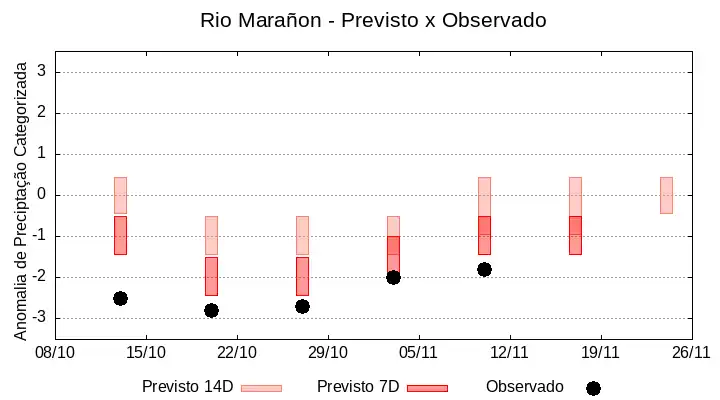 Rio Marañon - Previsto x Observado
Anomalia de Preciptação Categorizada
3
2
1
0
-1
-2
-3
08/10 15/10 22/10 29/10 05/11 12/11 19/11 26/11
Previsto 14D Previsto 7D Observado